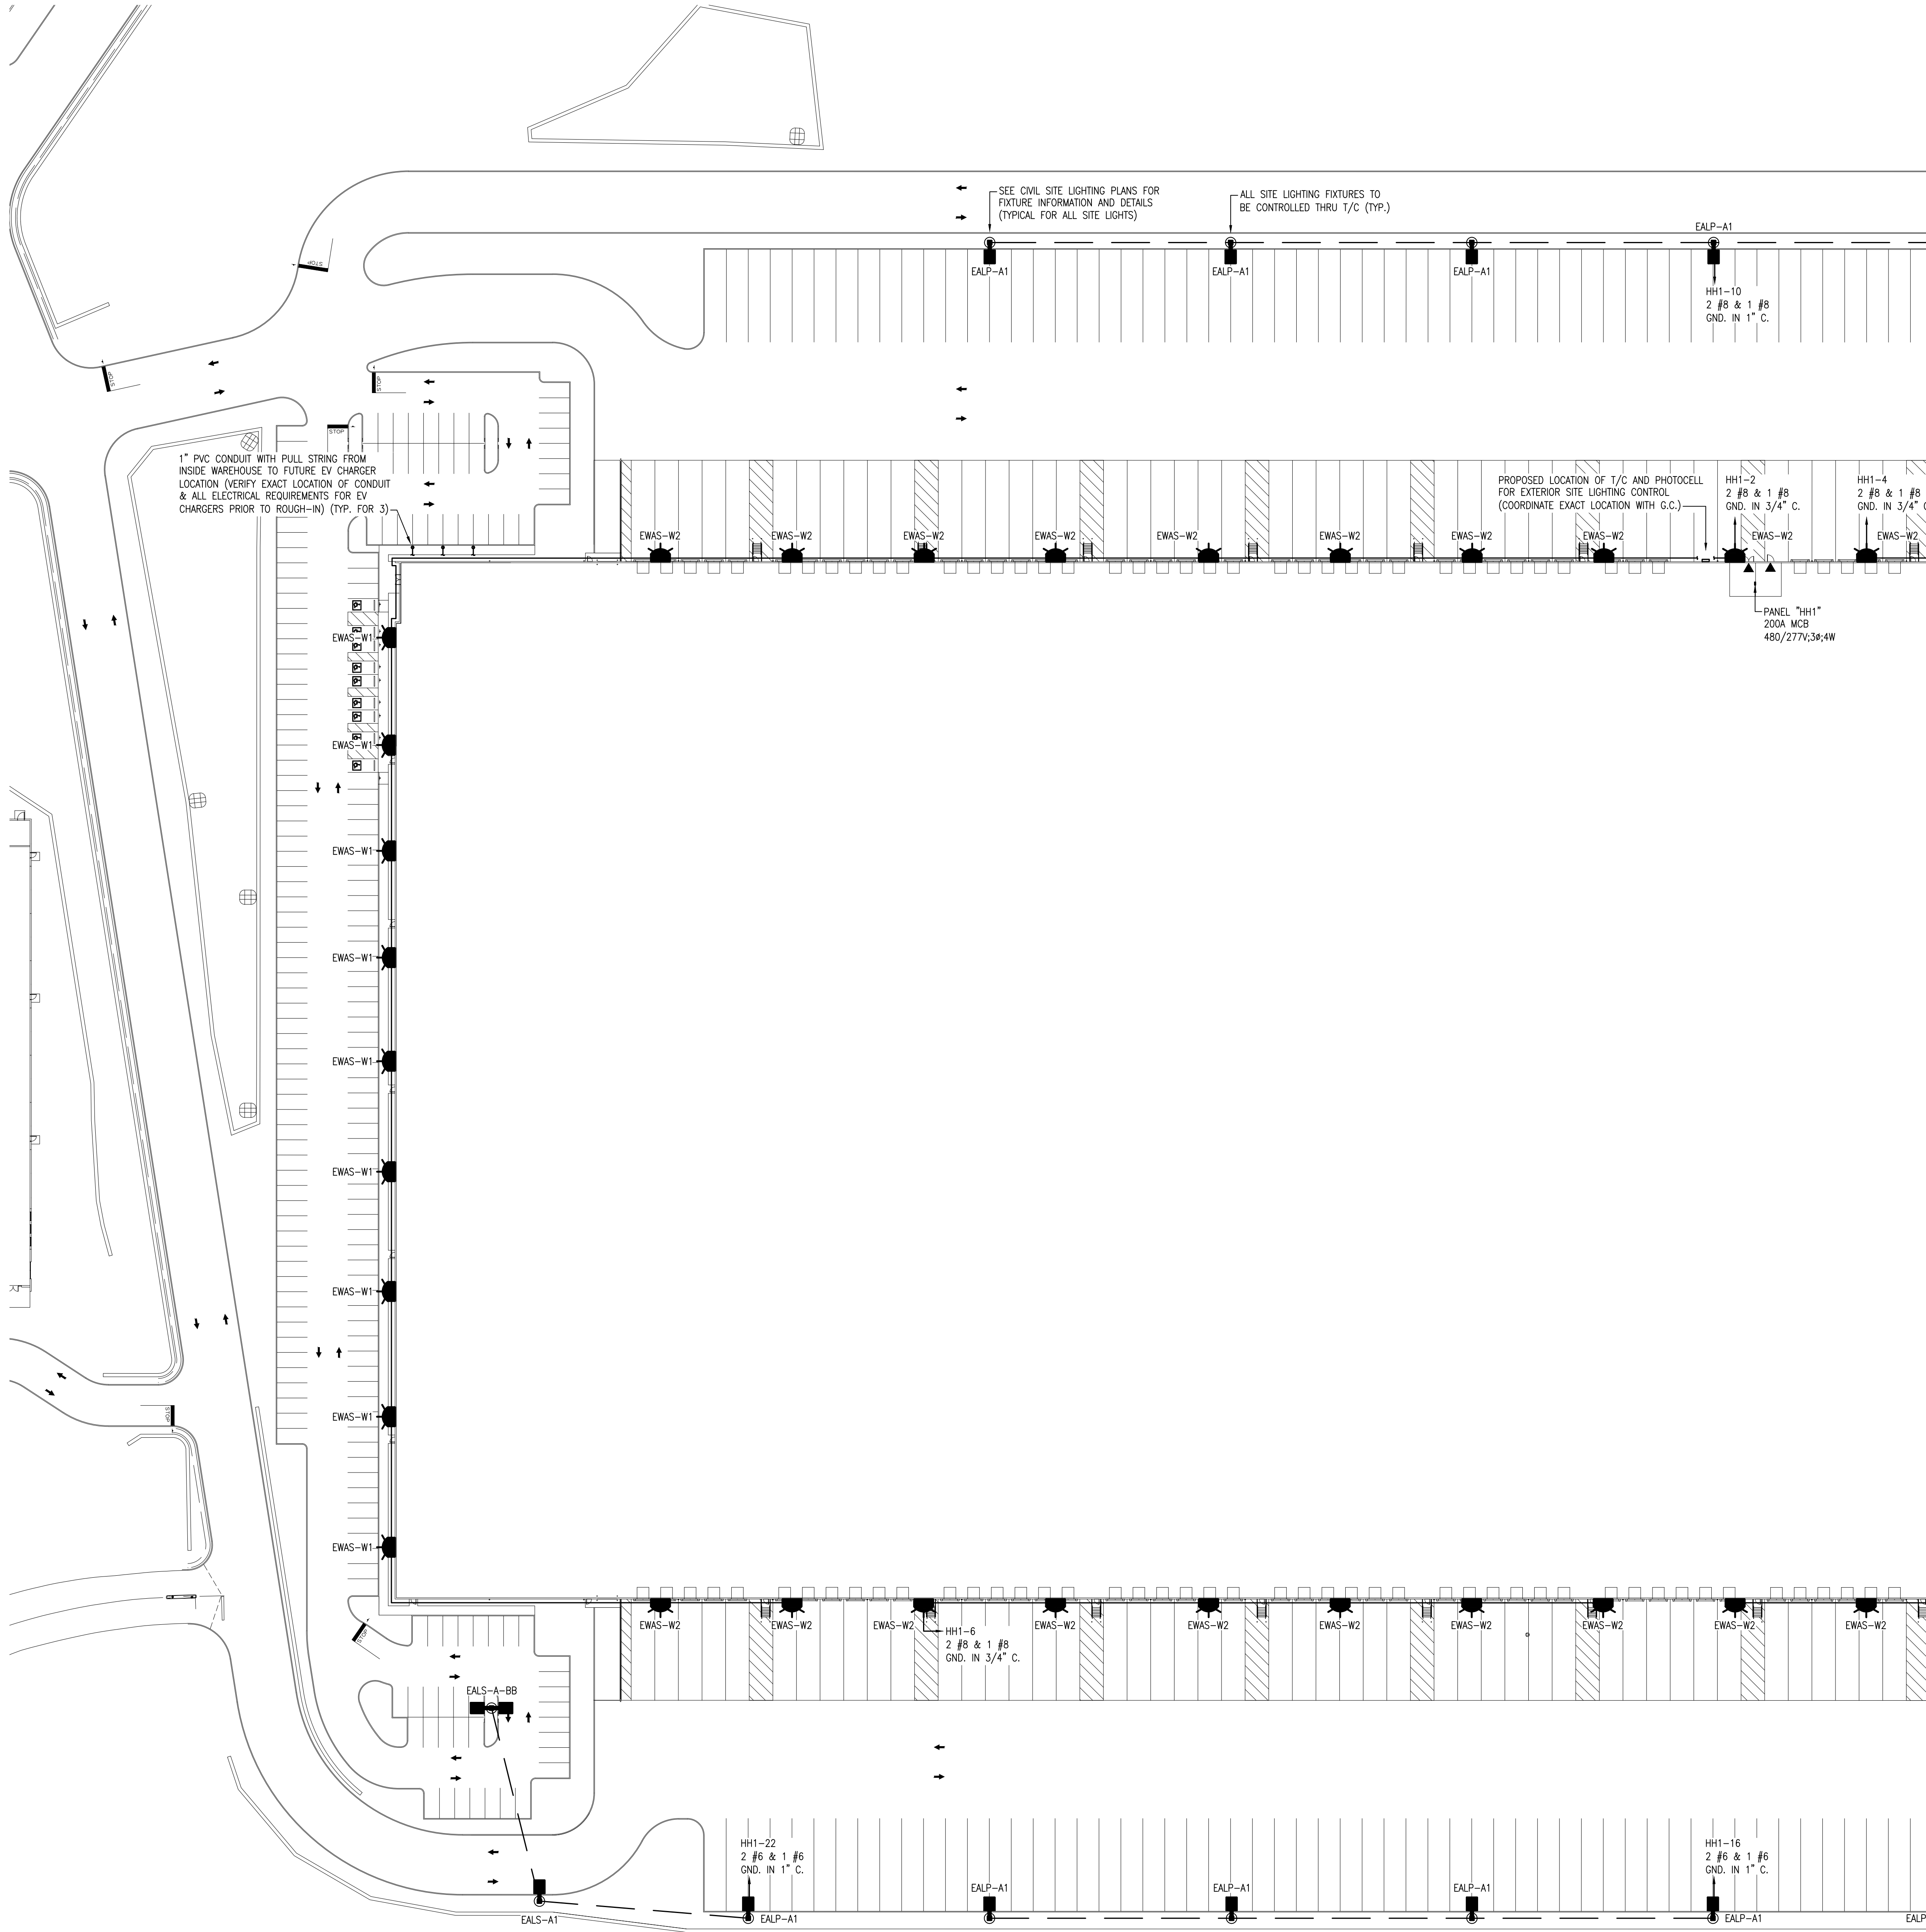 SEE CIVIL SITE LIGHTING PLANS FOR
FIXTURE INFORMATION AND DETAILS
(TYPICAL FOR ALL SITE LIGHTS)
ALL SITE LIGHTING FIXTURES TO
BE CONTROLLED THRU T/C (TYP.)
EALP-A1
EALP-A1
EALP-A1
EALP-A1
HH1-10
2 #8 & 1 #8
GND. IN 1" C.
STOP
STOP
STOP
STOP
1" PVC CONDUIT WITH PULL STRING FROM
INSIDE WAREHOUSE TO FUTURE EV CHARGER
LOCATION (VERIFY EXACT LOCATION OF CONDUIT
& ALL ELECTRICAL REQUIREMENTS FOR EV
CHARGERS PRIOR TO ROUGH-IN) (TYP. FOR 3)
PROPOSED LOCATION OF T/C AND PHOTOCELL
FOR EXTERIOR SITE LIGHTING CONTROL
(COORDINATE EXACT LOCATION WITH G.C.)
HH1-2
2 #8 & 1 #8
GND. IN 3/4" C.
HH1-4
2 #8 & 1 #8
GND. IN 3/4"
EWAS-W2
EWAS-W2
EWAS-W2
EWAS-W2
EWAS-W2
EWAS-W2
EWAS-W2
EWAS-W2
EWAS-W2
EWAS-W2
PANEL "HH1"
200A MCB
480/277V;3ø;4W
EWAS-W1
EWAS-W1
EWAS-W1
EWAS-W1
EWAS-W1
EWAS-W1
EWAS-W1
EWAS-W1
EWAS-W1
STOP
STOP
EWAS-W2
EWAS-W2
EWAS-W2
EWAS-W2
EWAS-W2
EWAS-W2
EWAS-W2
EWAS-W2
EWAS-W2
EWAS-W2
HH1-6
2 #8 & 1 #8
GND. IN 3/4" C.
EALS-A-BB
HH1-22
2 #6 & 1 #6
GND. IN 1" C.
HH1-16
2 #6 & 1 #6
GND. IN 1" C.
EALP-A1
EALP-A1
EALP-A1
EALS-A1
EALP-A1
EALP-A1
EALP